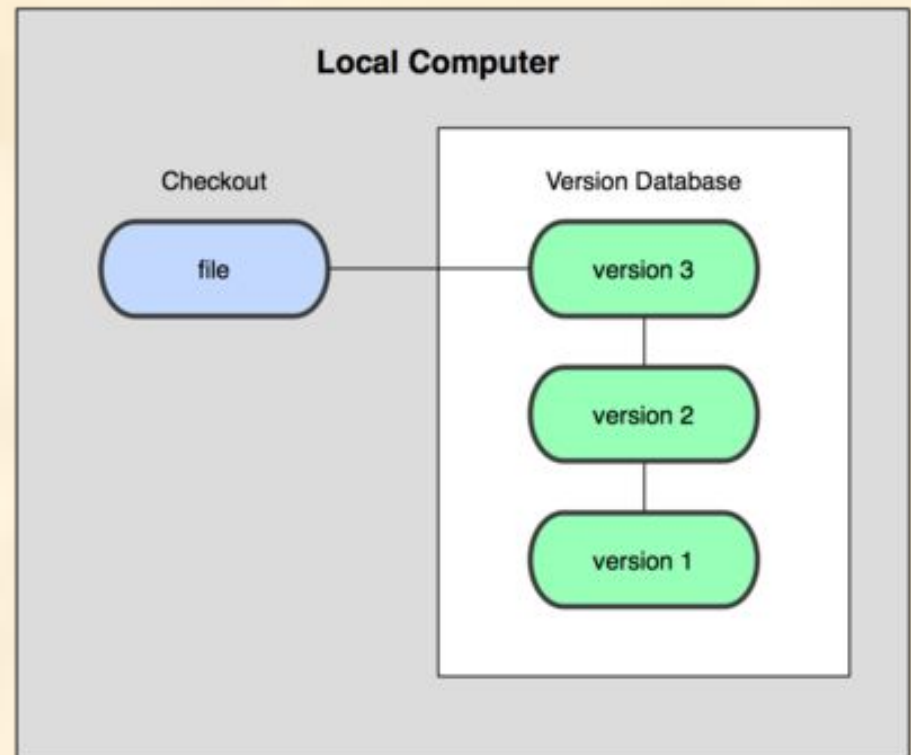 Local Computer
Checkout
Version Database
file
version 3
version 2
version 1